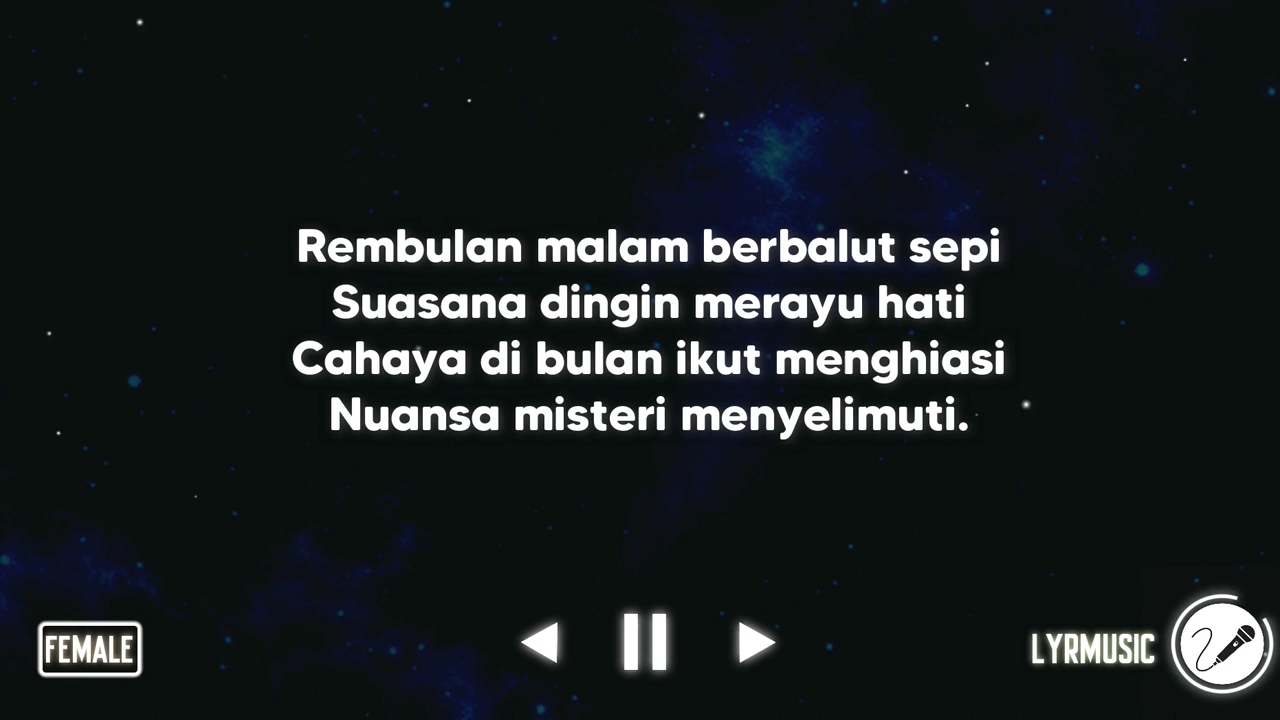 Rembulan malam berbalut sepi
Suasana dingin merayu hati
Cahaya di bulan ikut menghiasi
Nuansa misteri menyelimuti.
FEMALE
LYRMUSIC